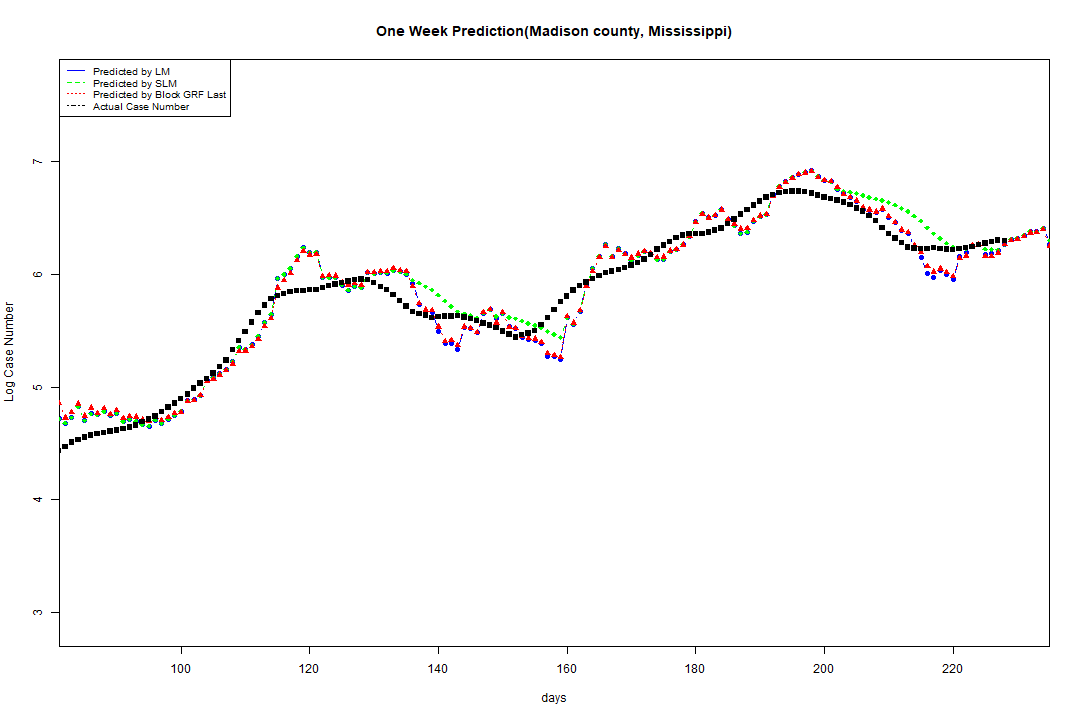 One Week Prediction(Madison county, Mississippi)
Predicted by LM
Predicted by SLM
Predicted by Block GRF Last
Actual Case Number
7
6
5
4
3
Log Case Number
100 120 140 160 180 200 220
days